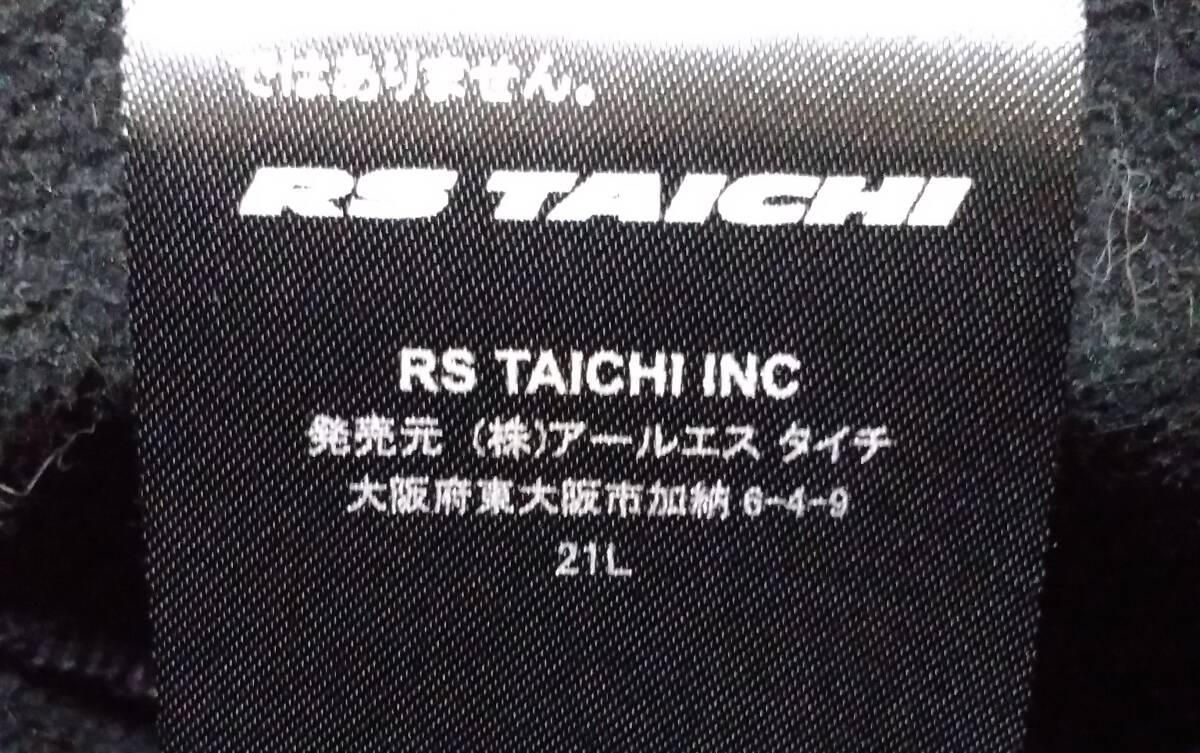 ではありません。
RS TAICHI
RS TAICHI INC
発売元 (株)アールエス タイチ
大阪府東大阪市加納 6-4-9
21L